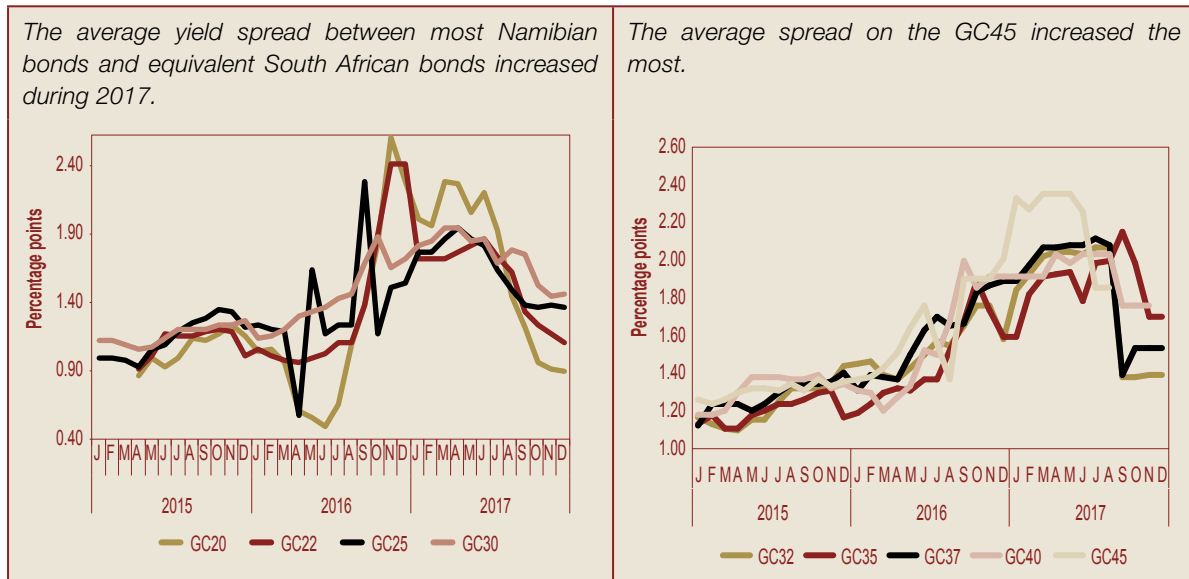 The average yield spread between most Namibian
bonds and equivalent South African bonds increased
during 2017.
2.40
1.90
1.40
0.90
0.40
Percentage points
J F M A M J J A S O N D J F M A M J J A S O N D J F M A M J J A S O N D
2015 2016 2017
GC20 GC22 GC25 GC30
The average spread on the GC45 increased the
most.
2.60
2.40
2.20
2.00
1.80
1.60
1.40
1.20
1.00
Percentage points
J F M A M J J A S O N D J F M A M J J A S O N D J F M A M J J A S O N D
2015 2016 2017
GC32 GC35 GC37 GC40 GC45